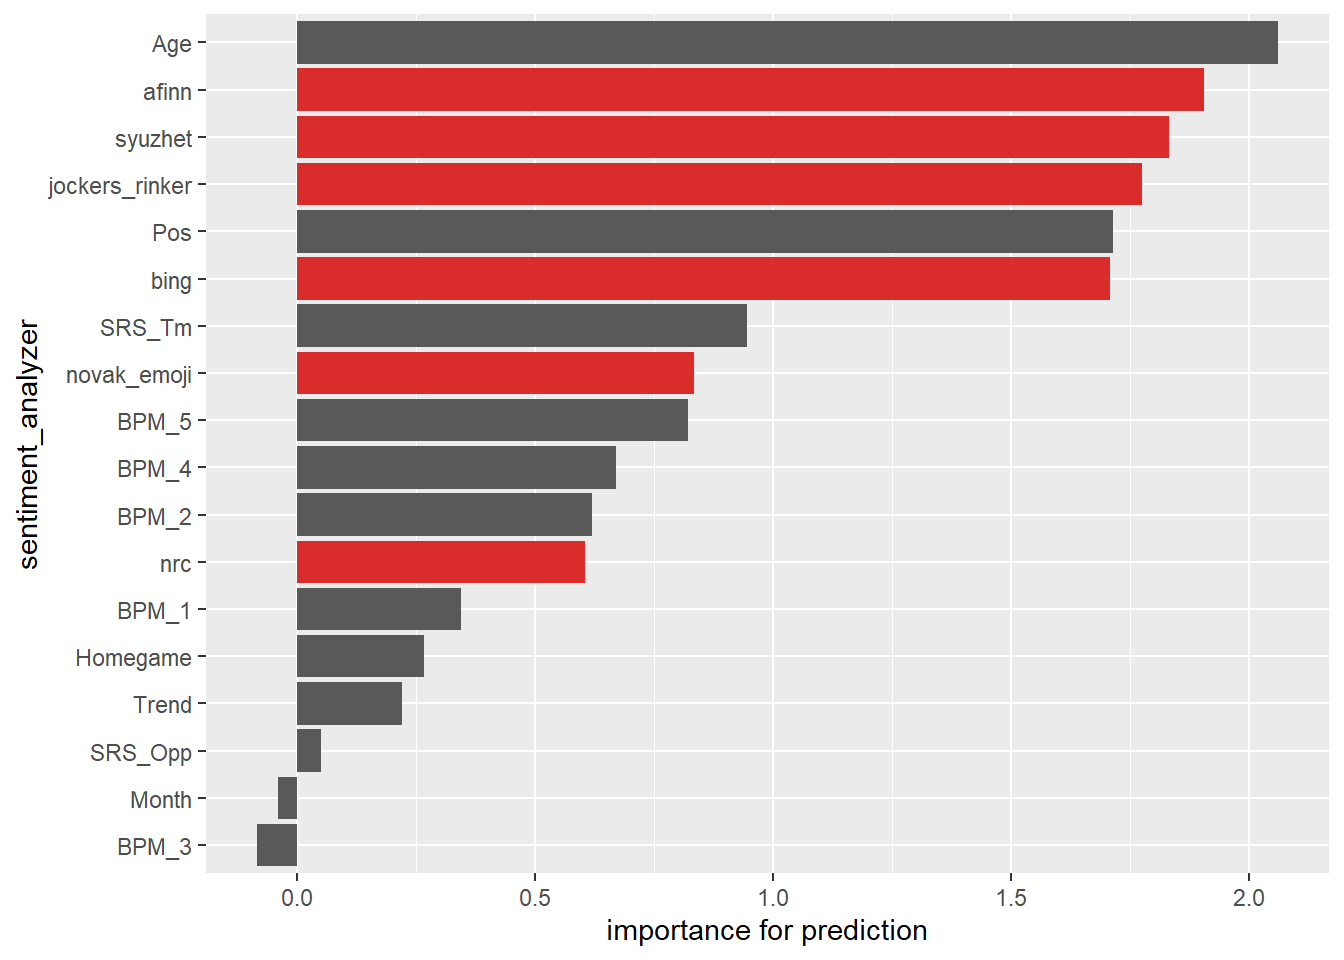 sentiment_analyzer
Age
afinn
syuzhet
jockers_rinker
Pos
bing
SRS_Tm
novak_emoji
BPM_5
BPM_4
BPM_2
nrc
BPM_1
Homegame
Trend
SRS_Opp
Month
BPM_3
0.0 0.5 1.0 1.5 2.0
importance for prediction